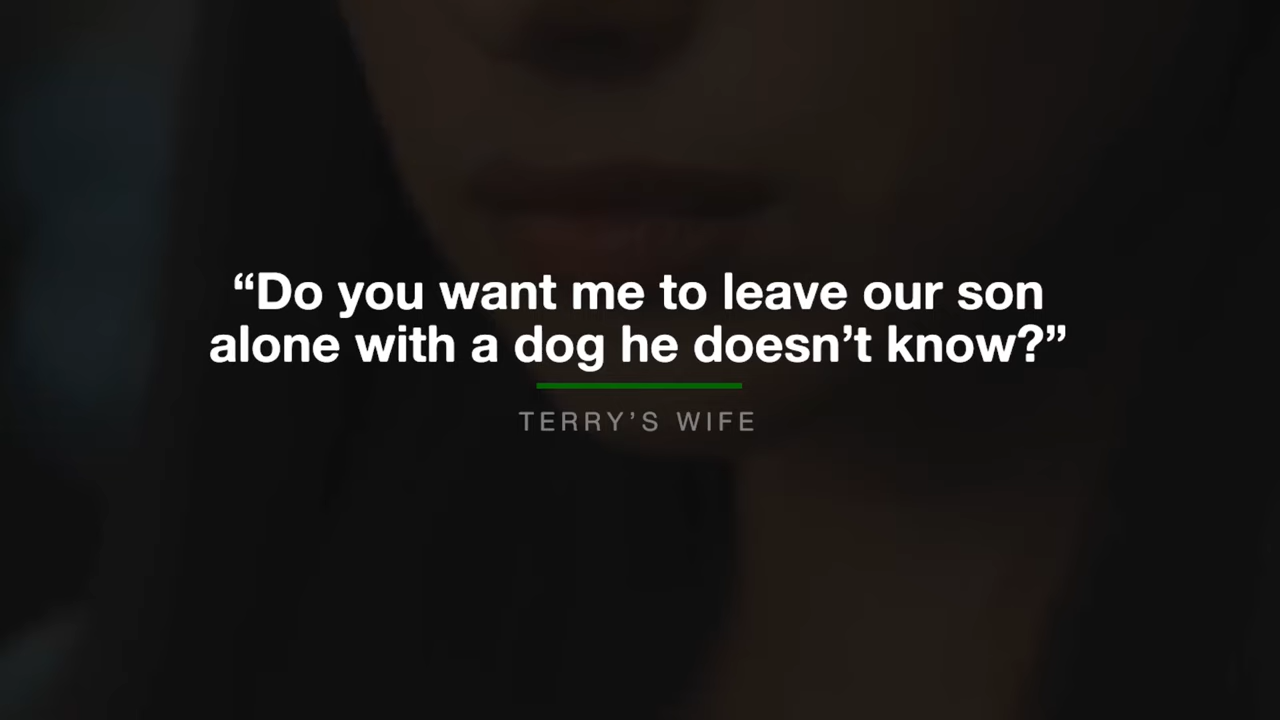 “Do you want me to leave our son
alone with a dog he doesn’t know?”
TERRY’S WIFE